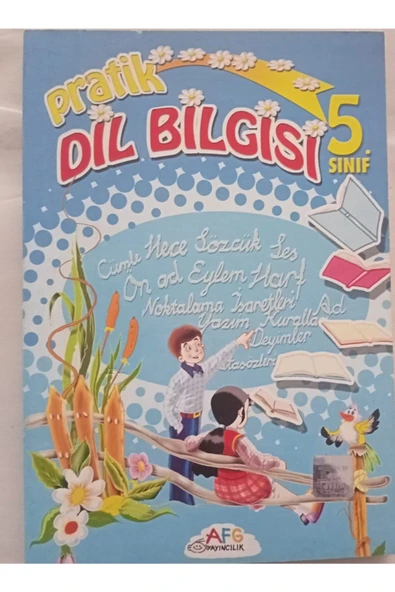 Pratik
DİL BİLGİSİ
5.
SINIF
Cümle Hece Sözcük Ses
Ön ad Eylem Harf
Noktalama İşaretleri Ad
Yazım Kuralla
Deyimler
Atasözleri
AFG
YAYINCILIK